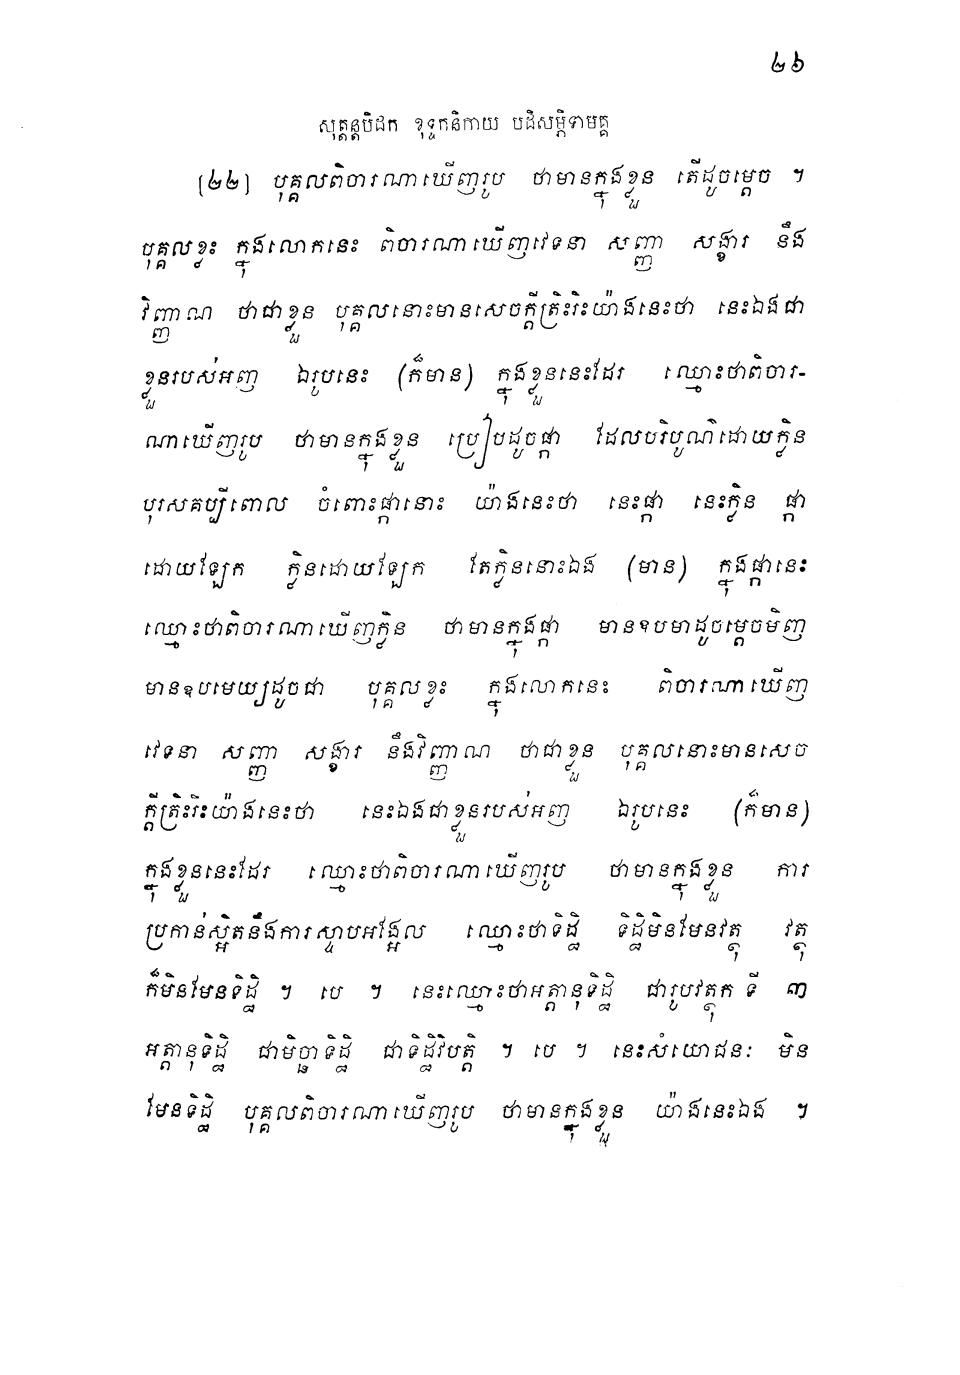 ២៦
សុត្តន្តបិដក ខុទ្ទកនិកាយ បដិសម្ភិទាមគ្គ
(២២) បុគ្គលពិចារណាឃើញរូប ថាមានក្នុងខ្លួន តើដូចម្តេច ។
បុគ្គលខ្លះ ក្នុងលោកនេះ ពិចារណាឃើញវេទនា សញ្ញា សង្ខារ នឹង
វិញ្ញាណ ថាជាខ្លួន បុគ្គលនោះមានសេចក្តីត្រិះរិះយ៉ាងនេះថា នេះឯងជា
ខ្លួនរបស់អញ ឯរូបនេះ (ក៏មាន) ក្នុងខ្លួននេះដែរ ឈ្មោះថាពិចារ-
ណាឃើញរូប ថាមានក្នុងខ្លួន ប្រៀបដូចផ្កា ដែលបរិបូណ៌ដោយក្លិន
បុរសគប្បីពោល ចំពោះផ្កានោះ យ៉ាងនេះថា នេះផ្កា នេះក្លិន ផ្កា
ដោយឡែក ក្លិនដោយឡែក តែក្លិននោះឯង (មាន) ក្នុងផ្កានេះ
ឈ្មោះថាពិចារណាឃើញក្លិន ថាមានក្នុងផ្កា មានឧបមាដូចម្តេចមិញ
មានឧបមេយ្យដូចជា បុគ្គលខ្លះ ក្នុងលោកនេះ ពិចារណាឃើញ
វេទនា សញ្ញា សង្ខារ នឹងវិញ្ញាណ ថាជាខ្លួន បុគ្គលនោះមានសេច
ក្តីត្រិះរិះយ៉ាងនេះថា នេះឯងជាខ្លួនរបស់អញ ឯរូបនេះ (ក៏មាន)
ក្នុងខ្លួននេះដែរ ឈ្មោះថាពិចារណាឃើញរូប ថាមានក្នុងខ្លួន ការ
ប្រកាន់ស្អិតនឹងការស្ទាបអង្អែល ឈ្មោះថាទិដ្ឋិ ទិដ្ឋិមិនមែនវត្ថុ វត្ថុ
ក៏មិនមែនទិដ្ឋិ ។ បេ ។ នេះឈ្មោះថាអត្តានុទិដ្ឋិ ជារូបវត្ថុក ទី ៣
អត្តានុទិដ្ឋិ ជាមិច្ឆាទិដ្ឋិ ជាទិដ្ឋិវិបត្តិ ។ បេ ។ នេះសំយោជនៈ មិន
មែនទិដ្ឋិ បុគ្គលពិចារណាឃើញរូប ថាមានក្នុងខ្លួន យ៉ាងនេះឯង ។